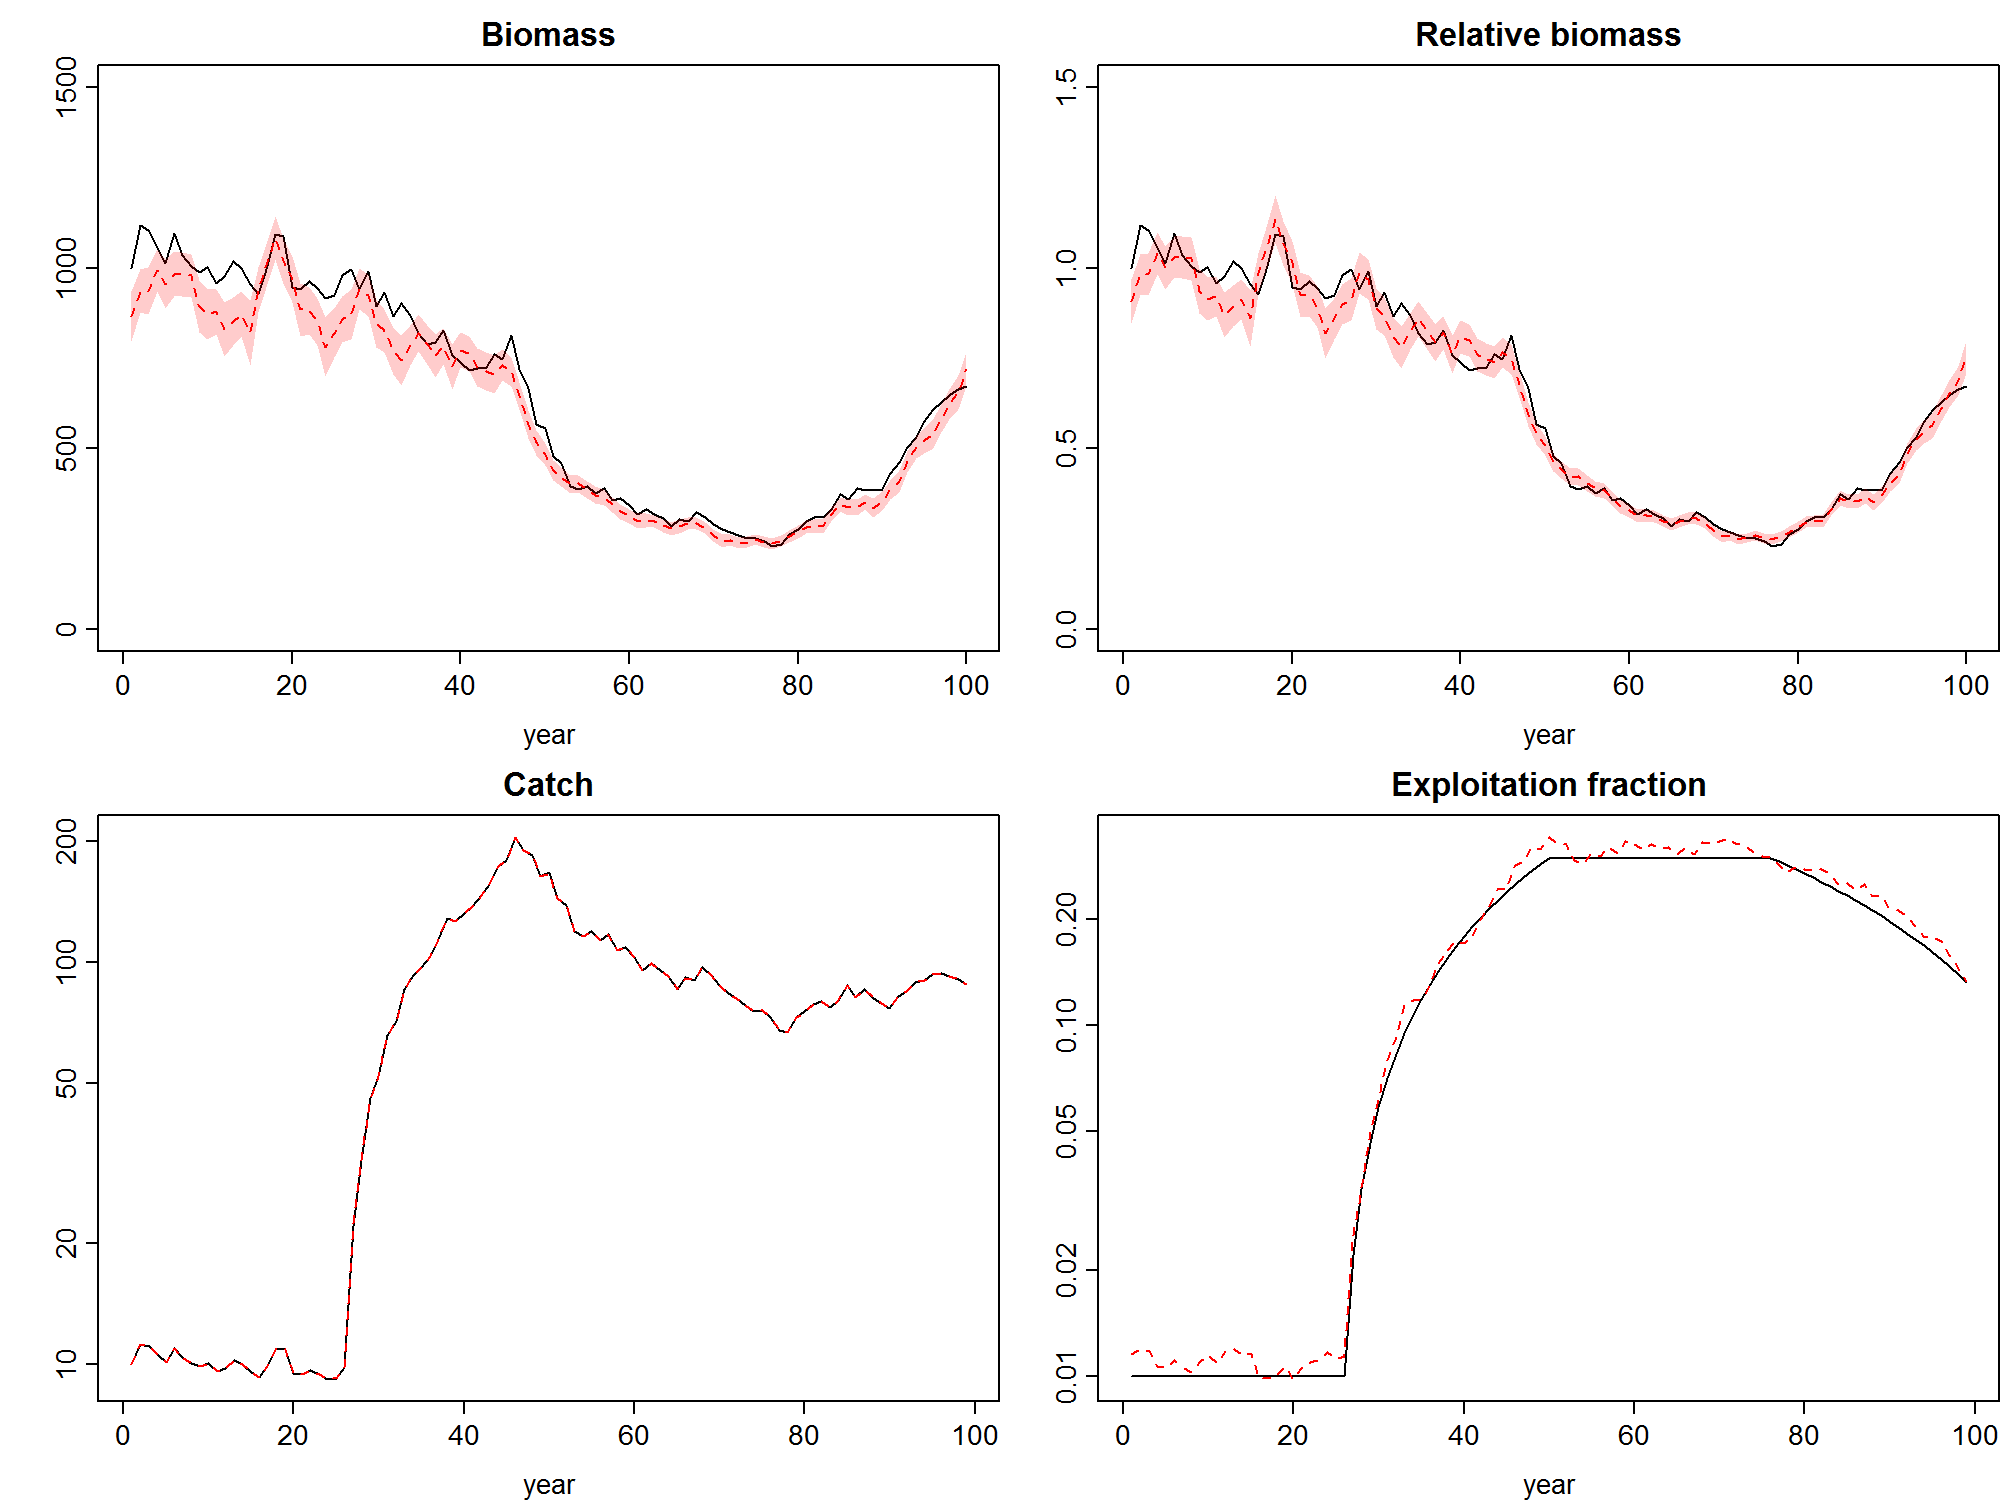 Biomass
1500
1000
500
0
0 20 40 60 80 100
year
Relative biomass
1.5
1.0
0.5
0.0
0 20 40 60 80 100
year
Catch
200
100
50
20
10
0 20 40 60 80 100
year
Exploitation fraction
0.20
0.10
0.05
0.02
0.01
0 20 40 60 80 100
year